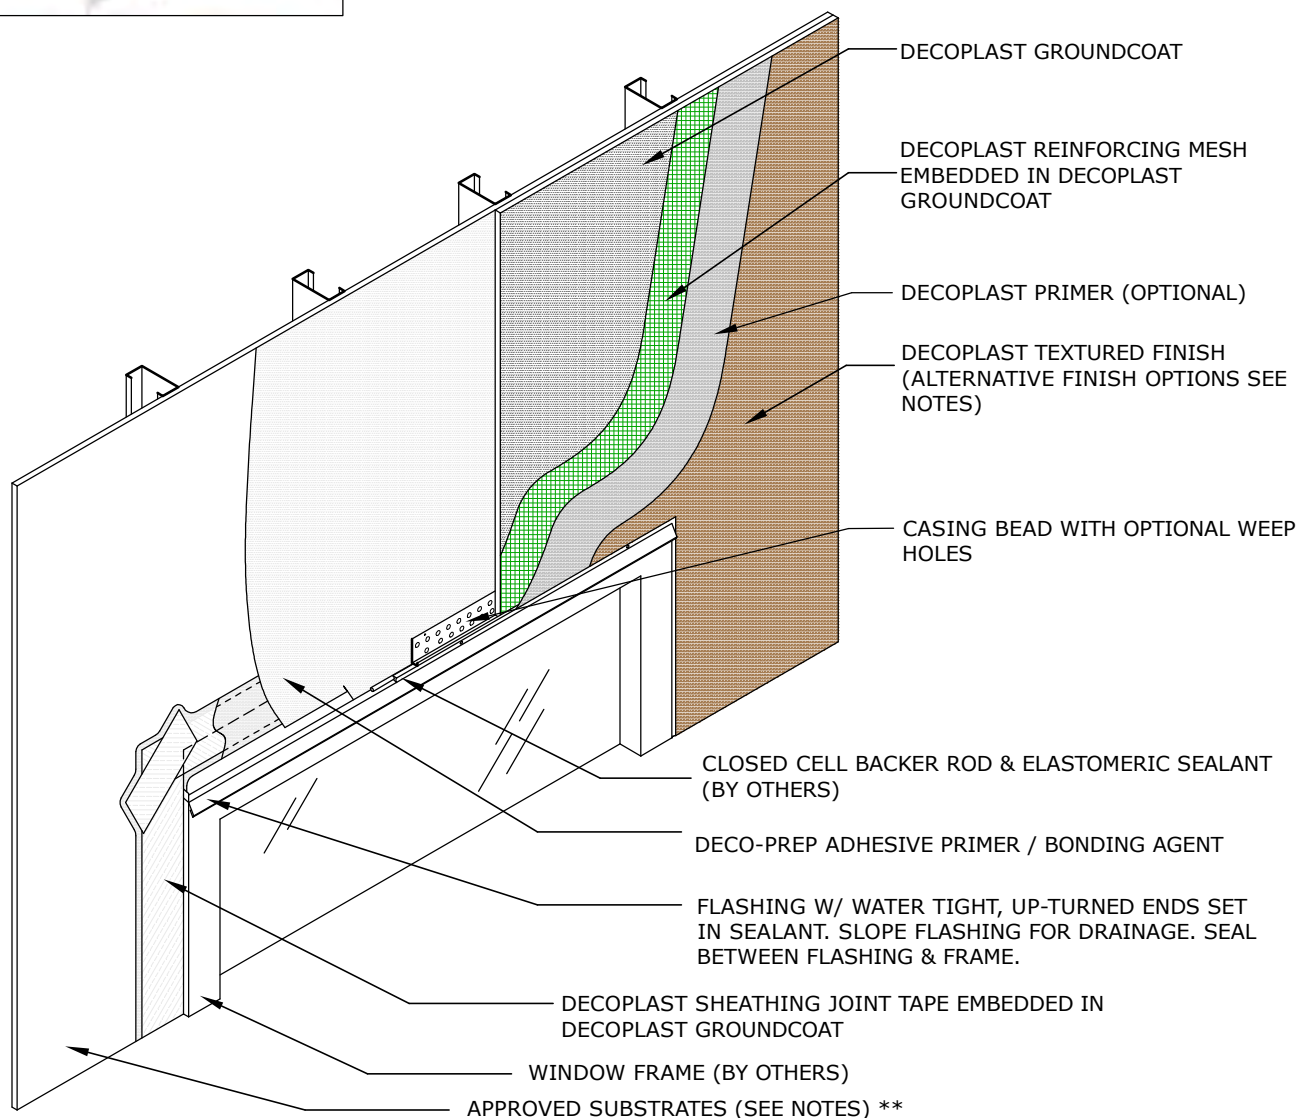 DECOPLAST GROUNDCOAT
DECOPLAST REINFORCING MESH
EMBEDDED IN DECOPLAST
GROUNDCOAT
DECOPLAST PRIMER (OPTIONAL)
DECOPLAST TEXTURED FINISH
(ALTERNATIVE FINISH OPTIONS SEE
NOTES)
CASING BEAD WITH OPTIONAL WEEP
HOLES
CLOSED CELL BACKER ROD & ELASTOMERIC SEALANT
(BY OTHERS)
DECO-PREP ADHESIVE PRIMER / BONDING AGENT
FLASHING W/ WATER TIGHT, UP-TURNED ENDS SET
IN SEALANT. SLOPE FLASHING FOR DRAINAGE. SEAL
BETWEEN FLASHING & FRAME.
DECOPLAST SHEATHING JOINT TAPE EMBEDDED IN
DECOPLAST GROUNDCOAT
WINDOW FRAME (BY OTHERS)
APPROVED SUBSTRATES (SEE NOTES) **